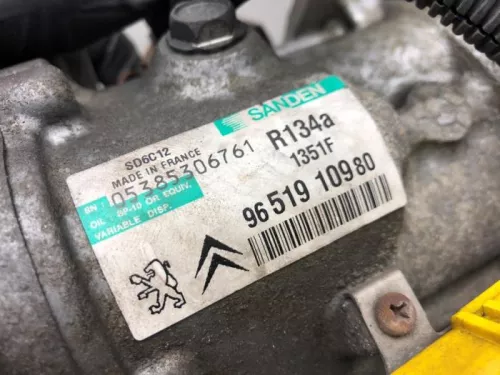 SD6C12
MADE IN FRANCE
SANDEN
SN : 05385306761
R134a
OIL SP-10 OR EQUIV.
1351F
VARIABLE DISP.
96 519 109 80